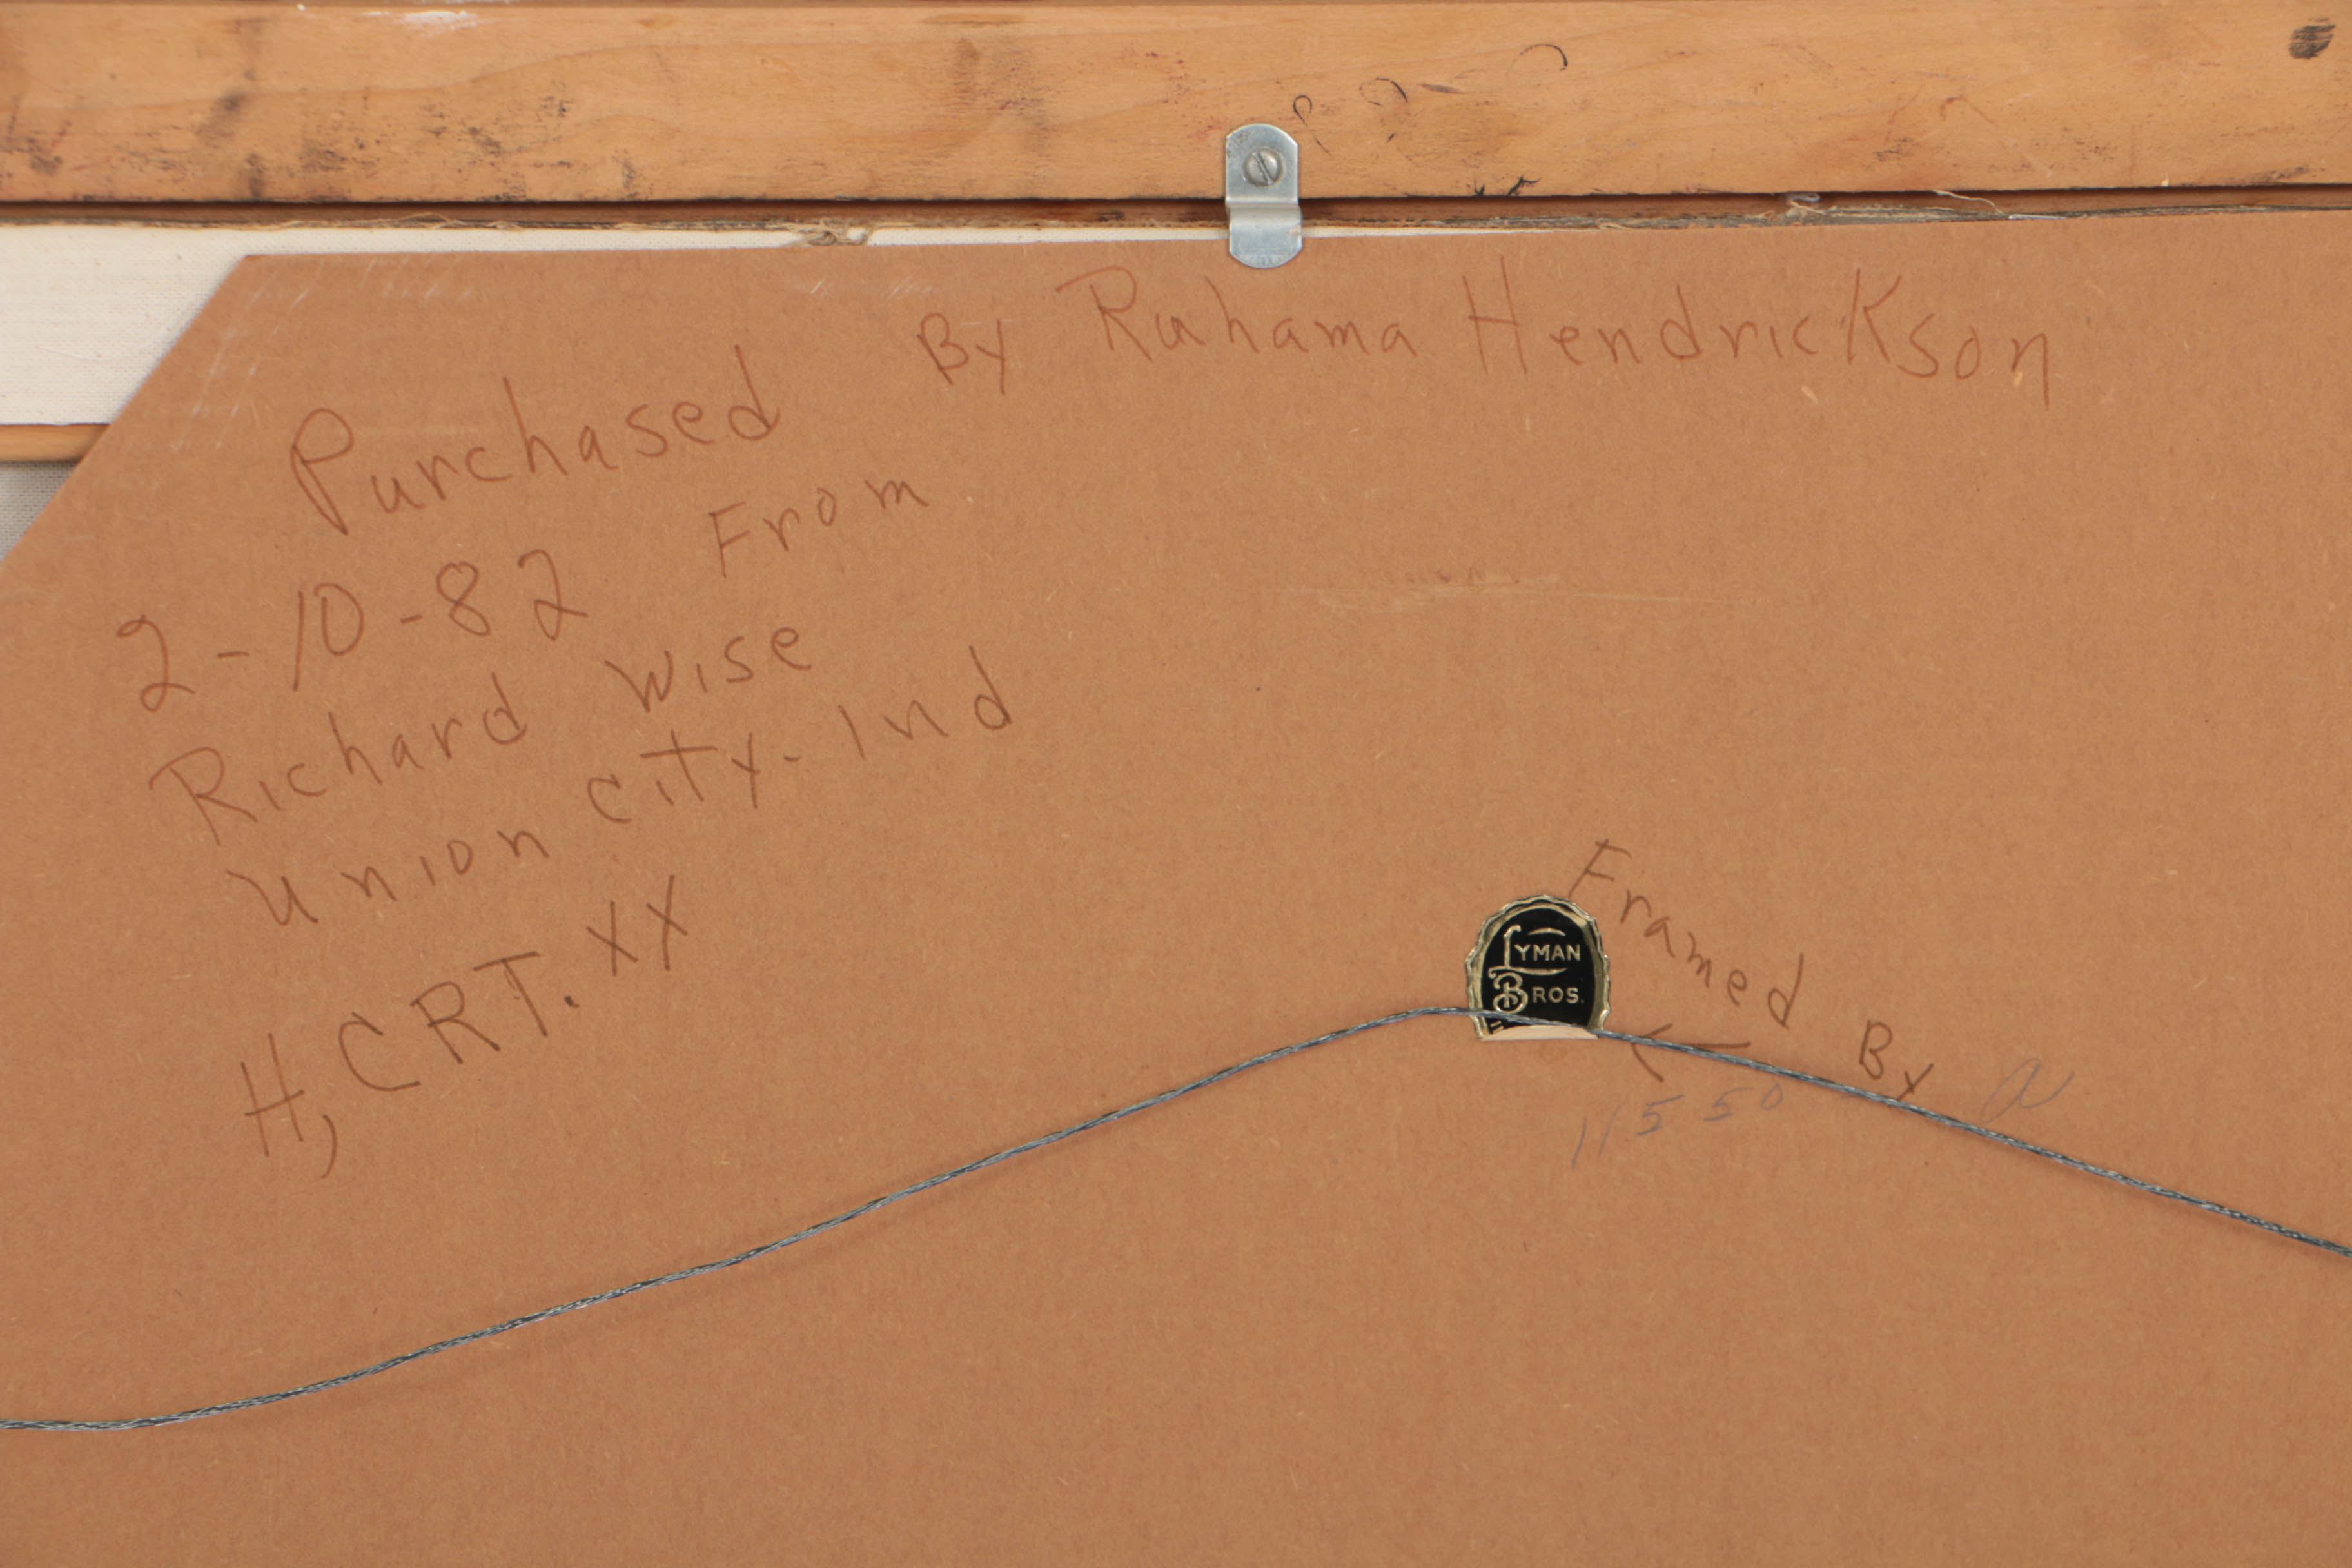 Purchased By Ruhama Hendrickson
2-10-82 From
Richard Wise
Union City. Ind
H, CRT. XX
Framed By
LYMAN
BROS.
11550
a